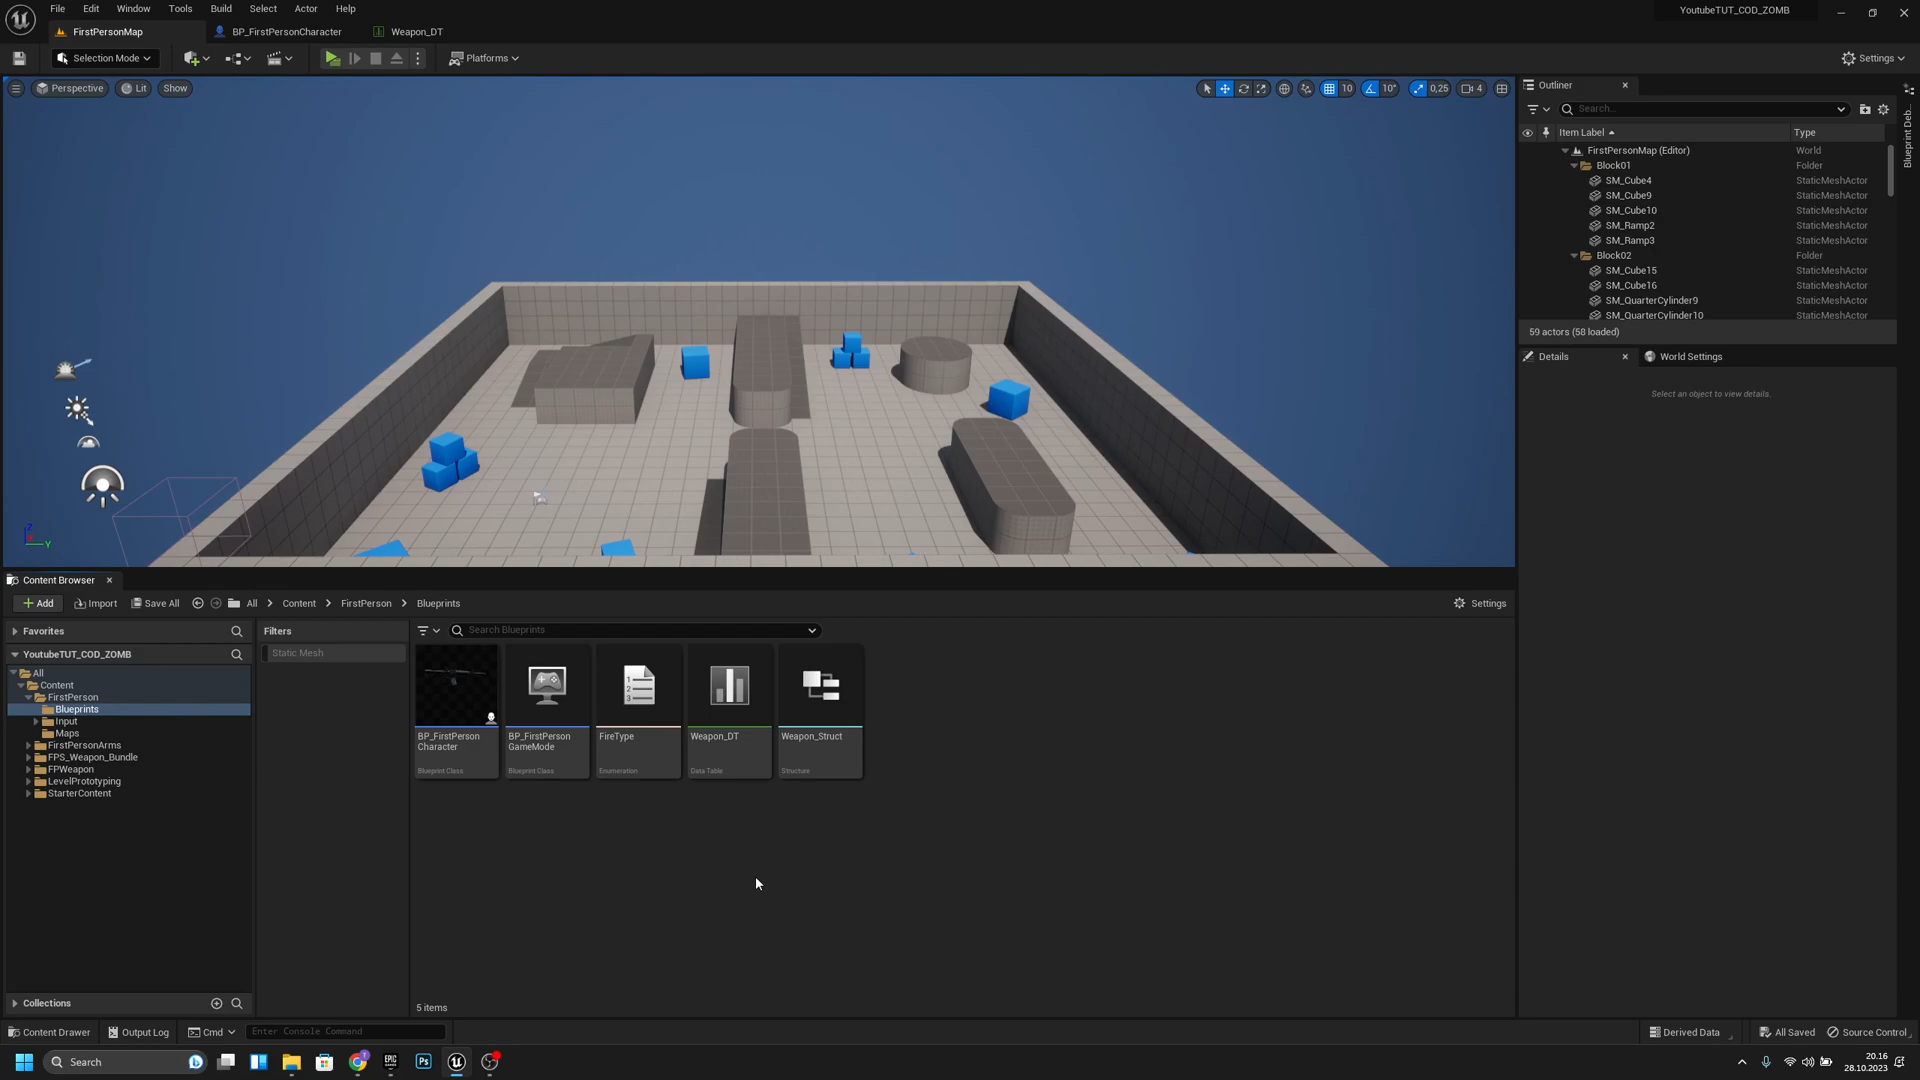 File Edit Window Tools Build Select Actor Help
YoutubeTUT_COD_ZOMB
FirstPersonMap
BP_FirstPersonCharacter
Weapon_DT
Selection Mode
Platforms
Settings
Perspective
Lit
Show
10
10°
0,25
4
Outliner
Search...
Item Label
Type
FirstPersonMap (Editor) World
Block01 Folder
SM_Cube4 StaticMeshActor
SM_Cube9 StaticMeshActor
SM_Cube10 StaticMeshActor
SM_Ramp2 StaticMeshActor
SM_Ramp3 StaticMeshActor
Block02 Folder
SM_Cube15 StaticMeshActor
SM_Cube16 StaticMeshActor
SM_QuarterCylinder9 StaticMeshActor
SM_QuarterCylinder10 StaticMeshActor
59 actors (58 loaded)
Blueprint Deb...
Details
World Settings
Select an object to view details.
Z
Y
Content Browser
Add
Import
Save All
All
Content
FirstPerson
Blueprints
Settings
Favorites
YoutubeTUT_COD_ZOMB
All
Content
FirstPerson
Blueprints
Input
Maps
FirstPersonArms
FPS_Weapon_Bundle
FPWeapon
LevelPrototyping
StarterContent
Collections
Filters
Static Mesh
Search Blueprints
BP_FirstPerson
Character
Blueprint Class
BP_FirstPerson
GameMode
Blueprint Class
FireType
Enumeration
Weapon_DT
Data Table
Weapon_Struct
Structure
5 items
Content Drawer
Output Log
Cmd
Enter Console Command
Derived Data
All Saved
Source Control
Search
20.16
28.10.2023